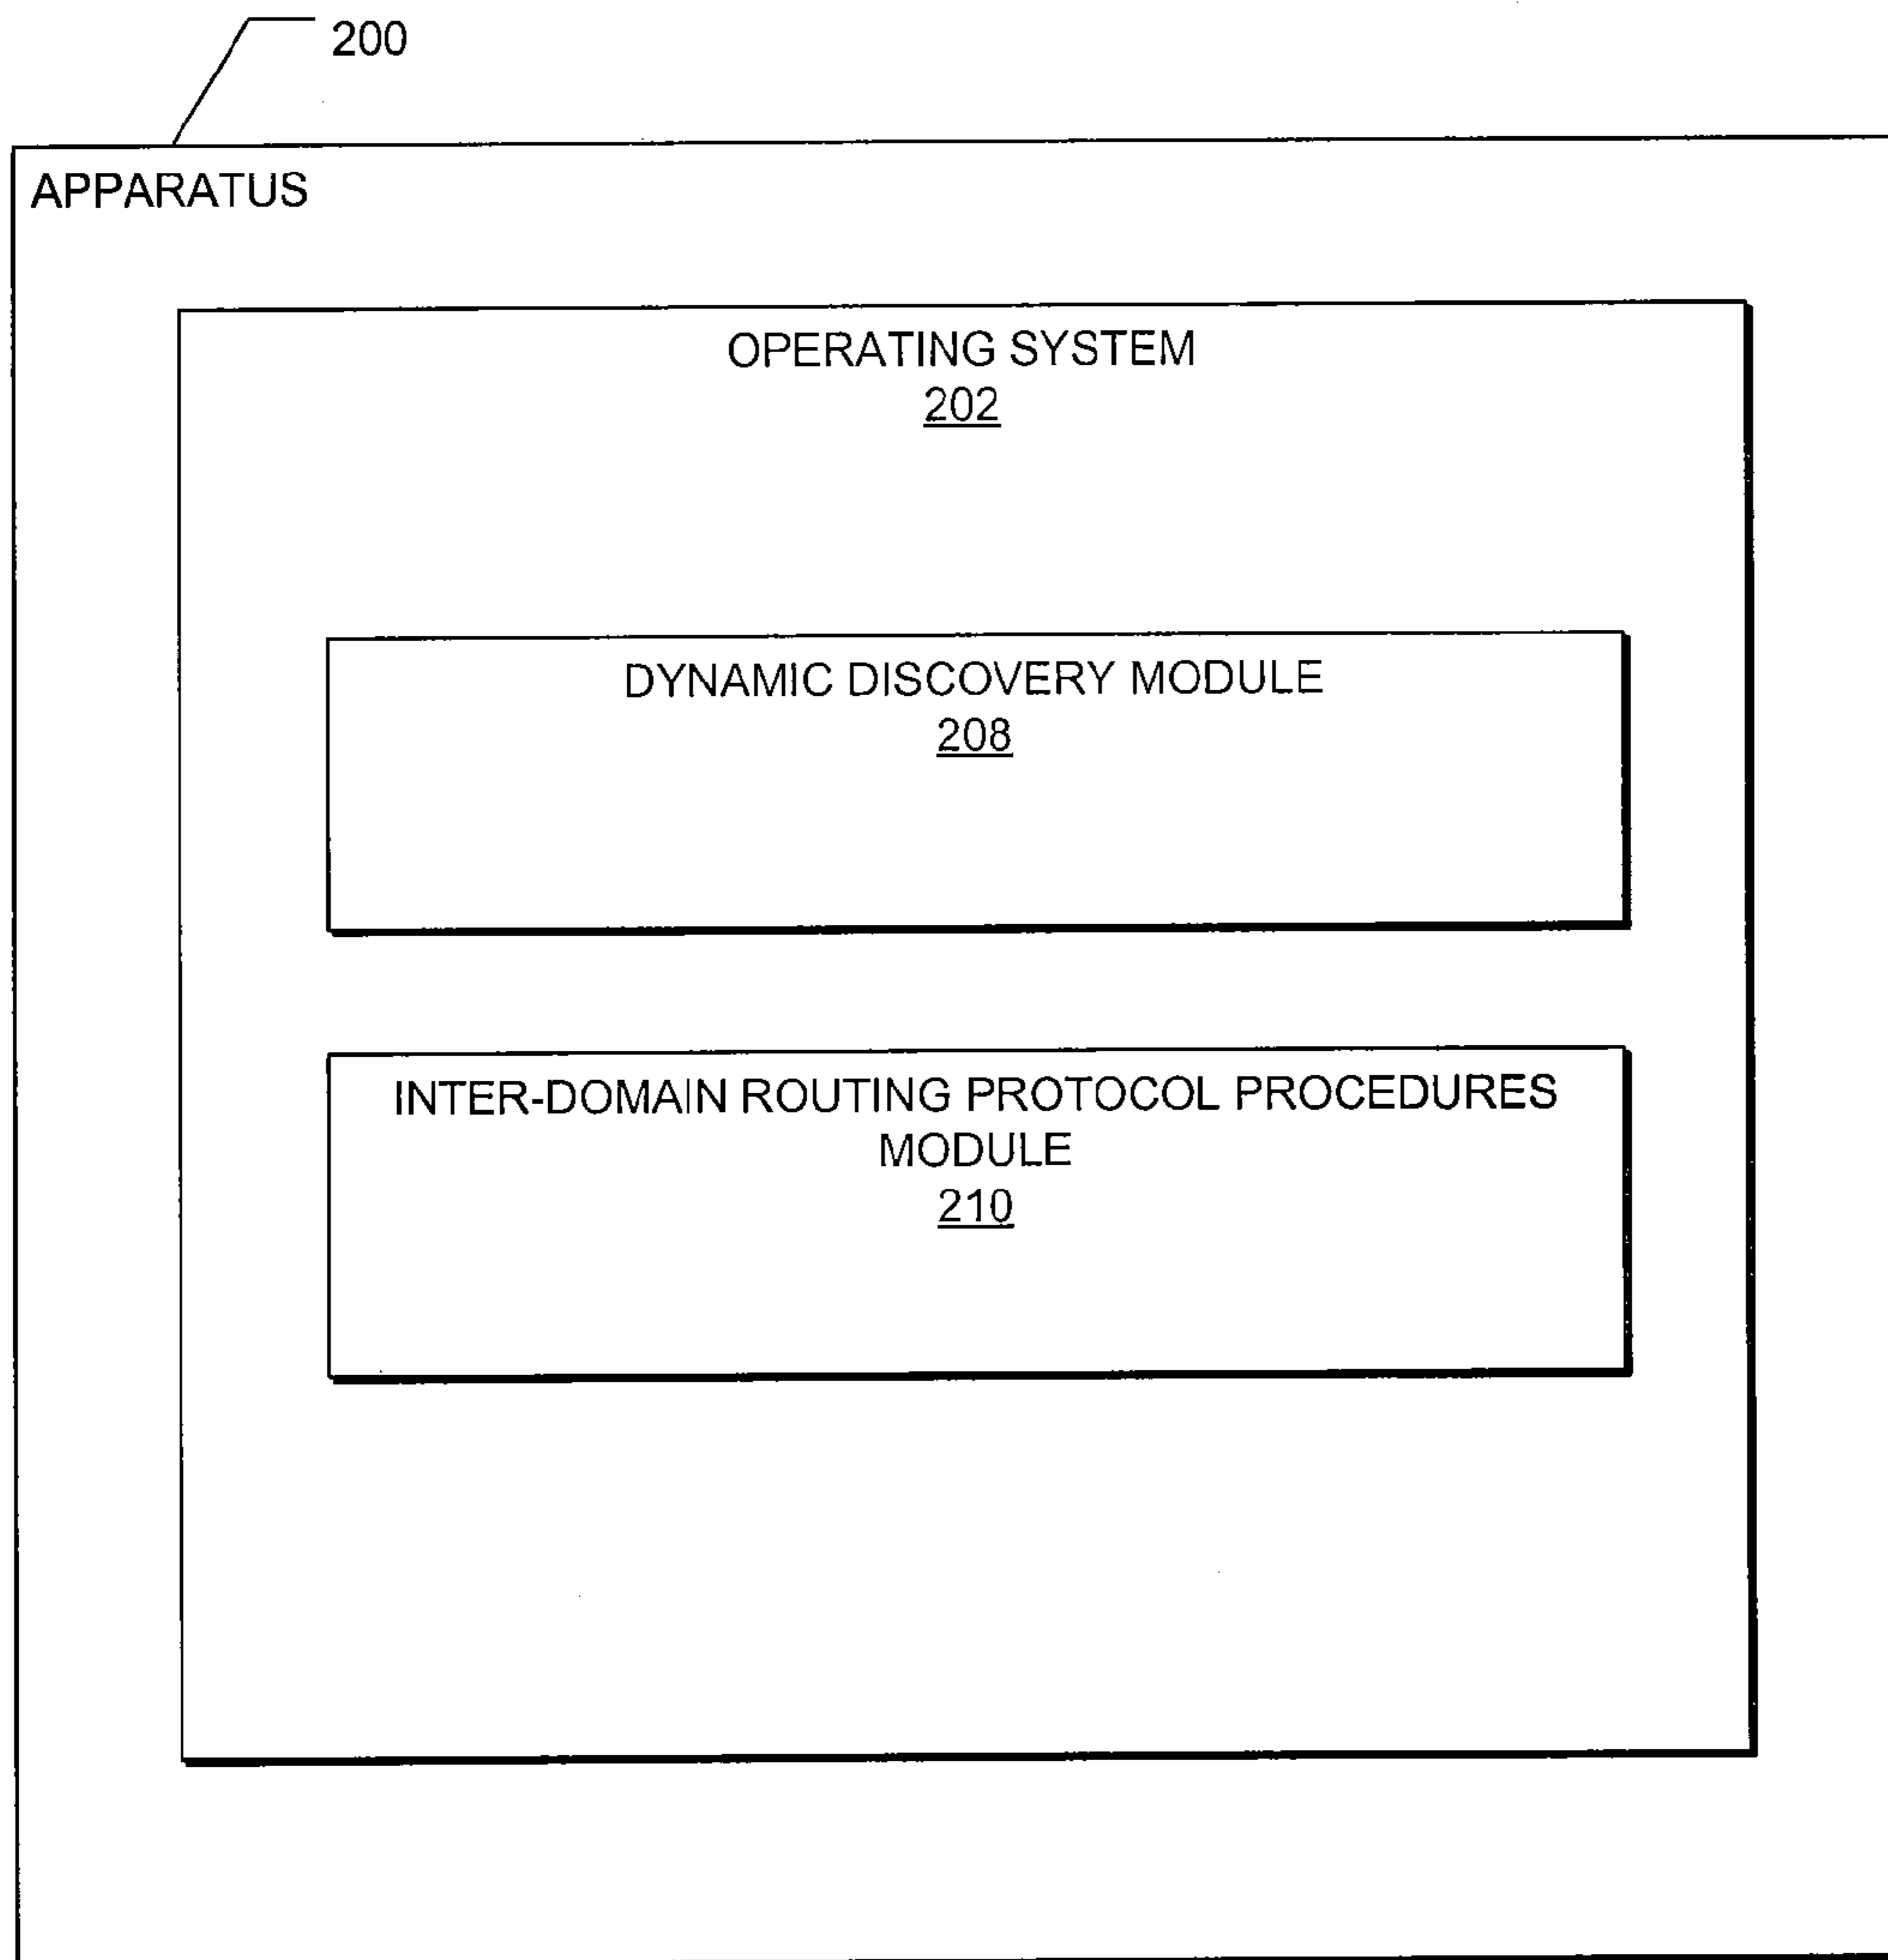 200
APPARATUS
OPERATING SYSTEM
202
DYNAMIC DISCOVERY MODULE
208
INTER-DOMAIN ROUTING PROTOCOL PROCEDURES
MODULE
210